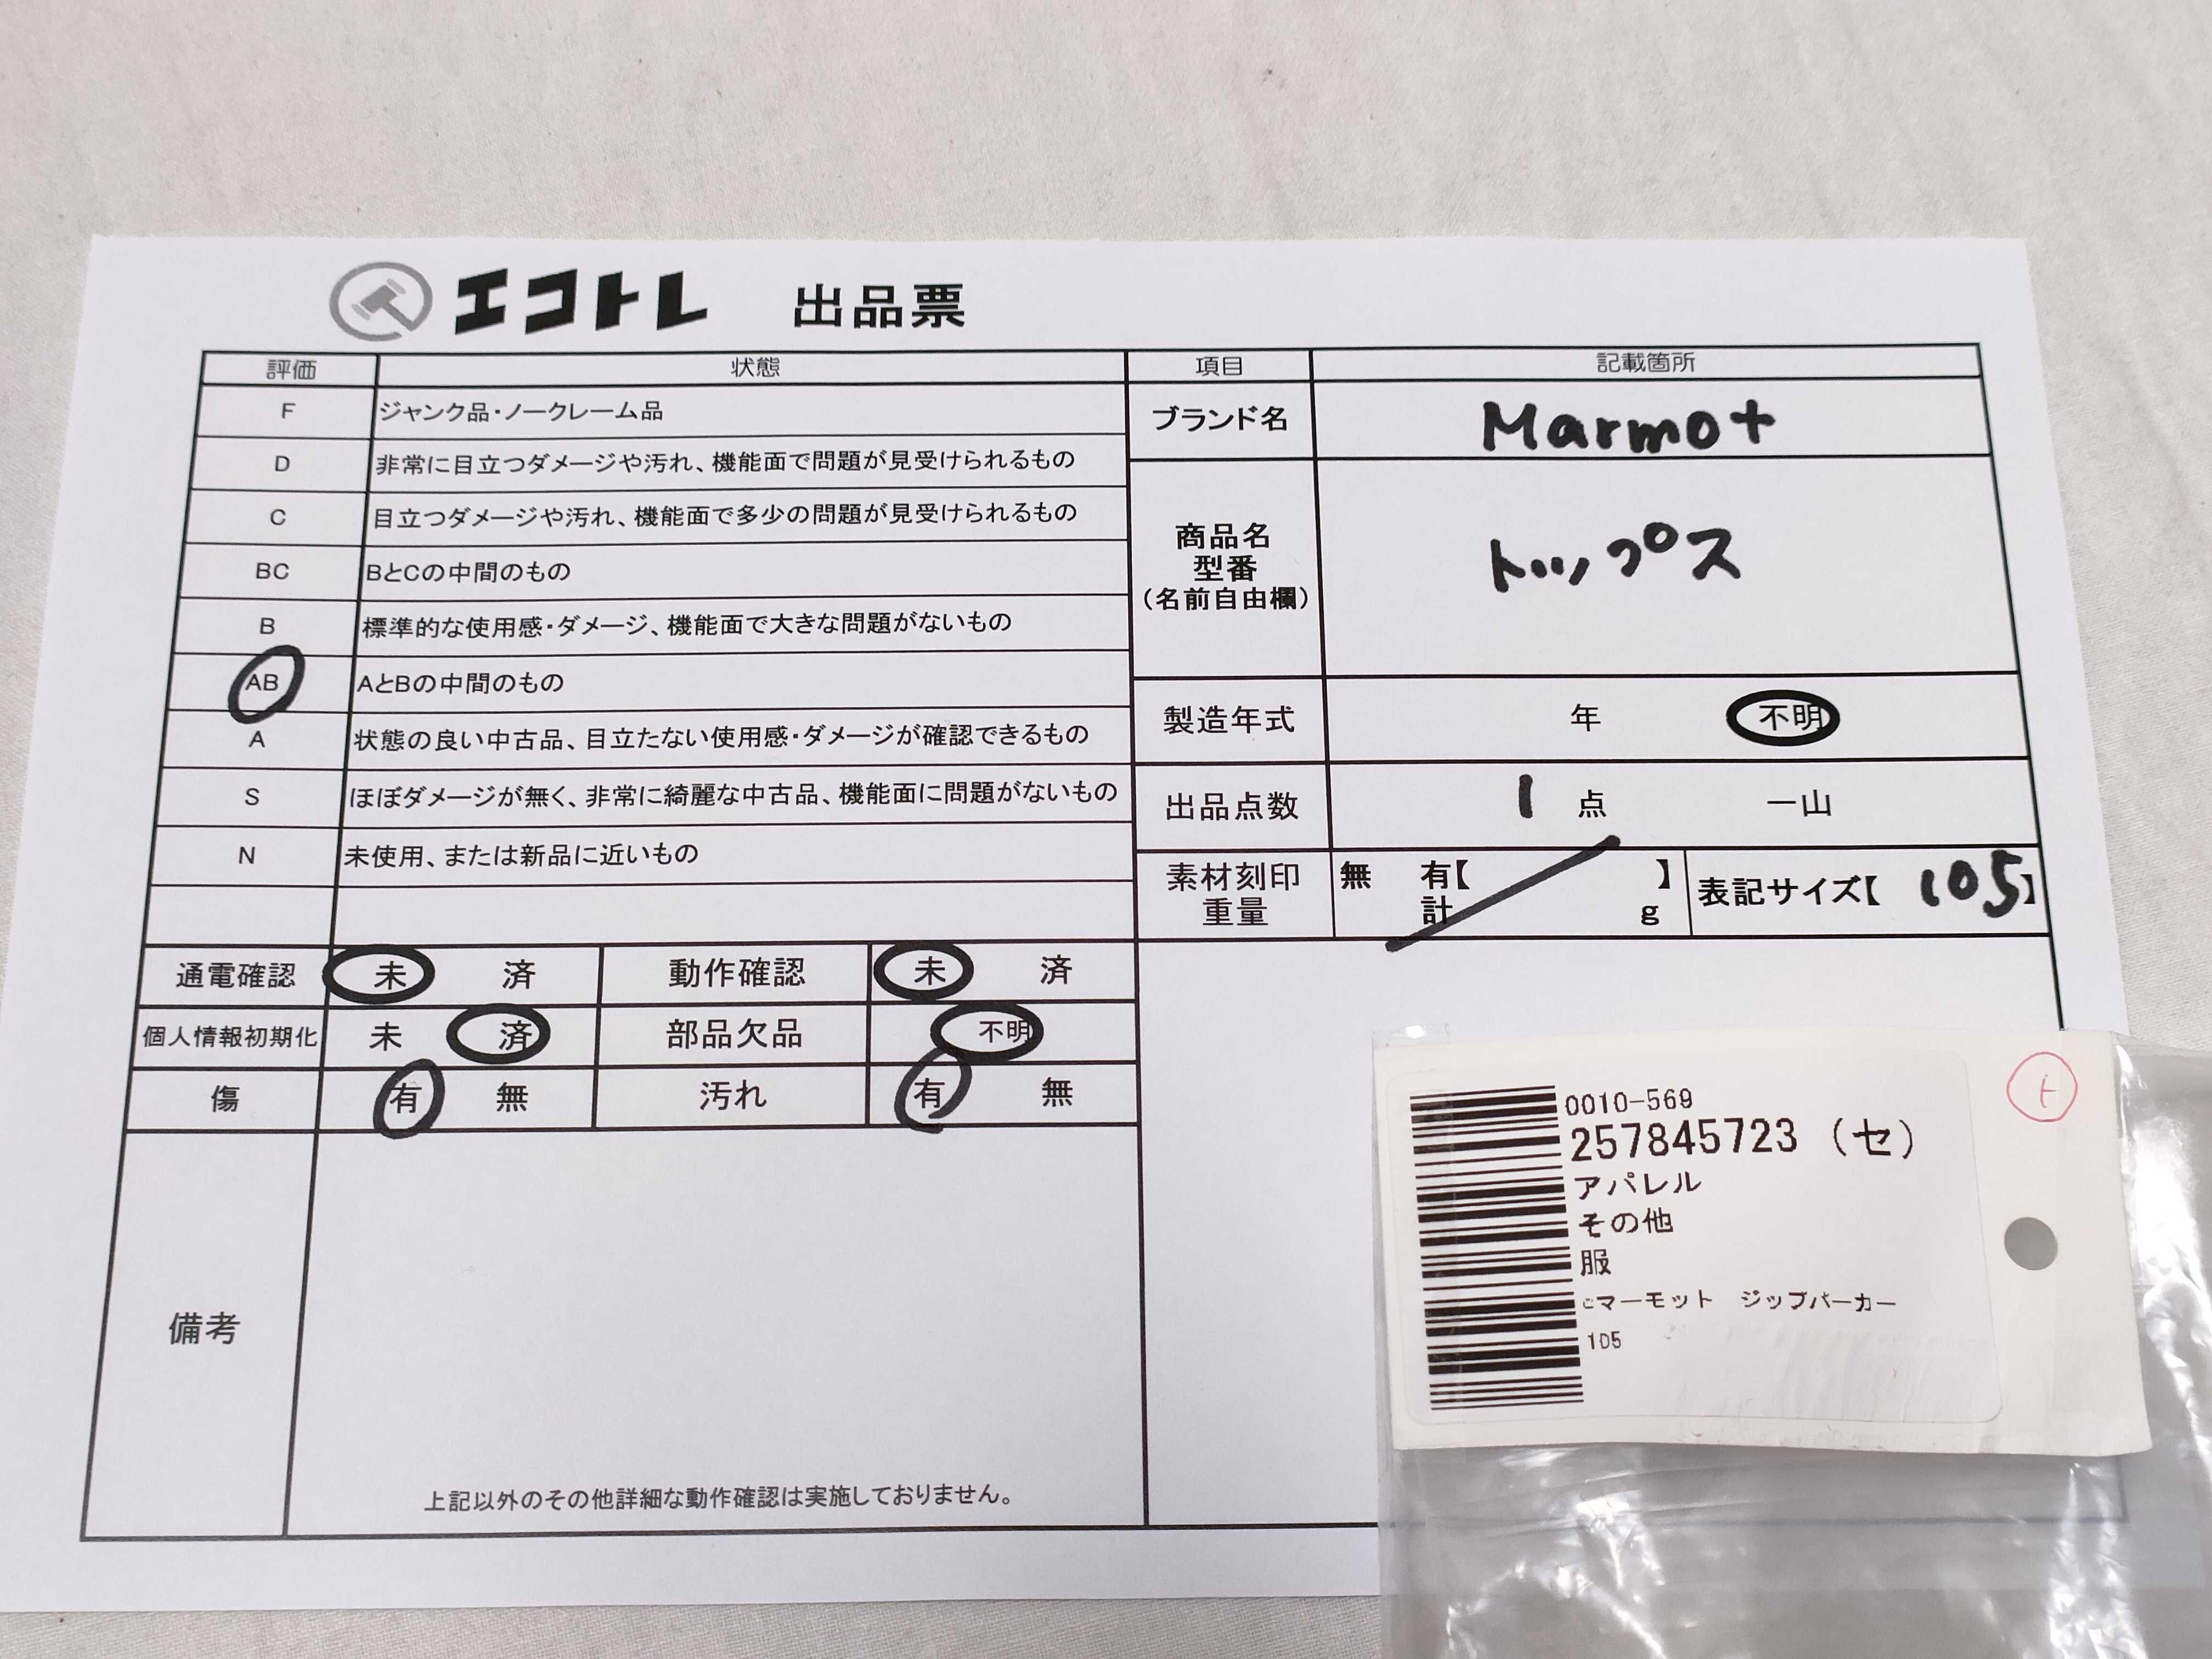 エコトレ 出品票
評価 状態
F ジャンク品・ノークレーム品
D 非常に目立つダメージや汚れ、機能面で問題が見受けられるもの
C 目立つダメージや汚れ、機能面で多少の問題が見受けられるもの
BC BとCの中間のもの
B 標準的な使用感・ダメージ、機能面で大きな問題がないもの
AB AとBの中間のもの
A 状態の良い中古品、目立たない使用感・ダメージが確認できるもの
S ほぼダメージが無く、非常に綺麗な中古品、機能面に問題がないもの
N 未使用、または新品に近いもの
通電確認 未 済 動作確認 未 済
個人情報初期化 未 済 部品欠品 不明
傷 有 無 汚れ 有 無
備考
上記以外のその他詳細な動作確認は実施しておりません。
項目 記載箇所
ブランド名 Marmot
商品名
型番
(名前自由欄)
トップス
製造年式 年 不明
出品点数 1 点 一山
素材刻印 無 有【 】
重量 計 g
表記サイズ【 105】
0010-569
257845723 (セ)
アパレル
その他
服
cマーモット ジップパーカー
105